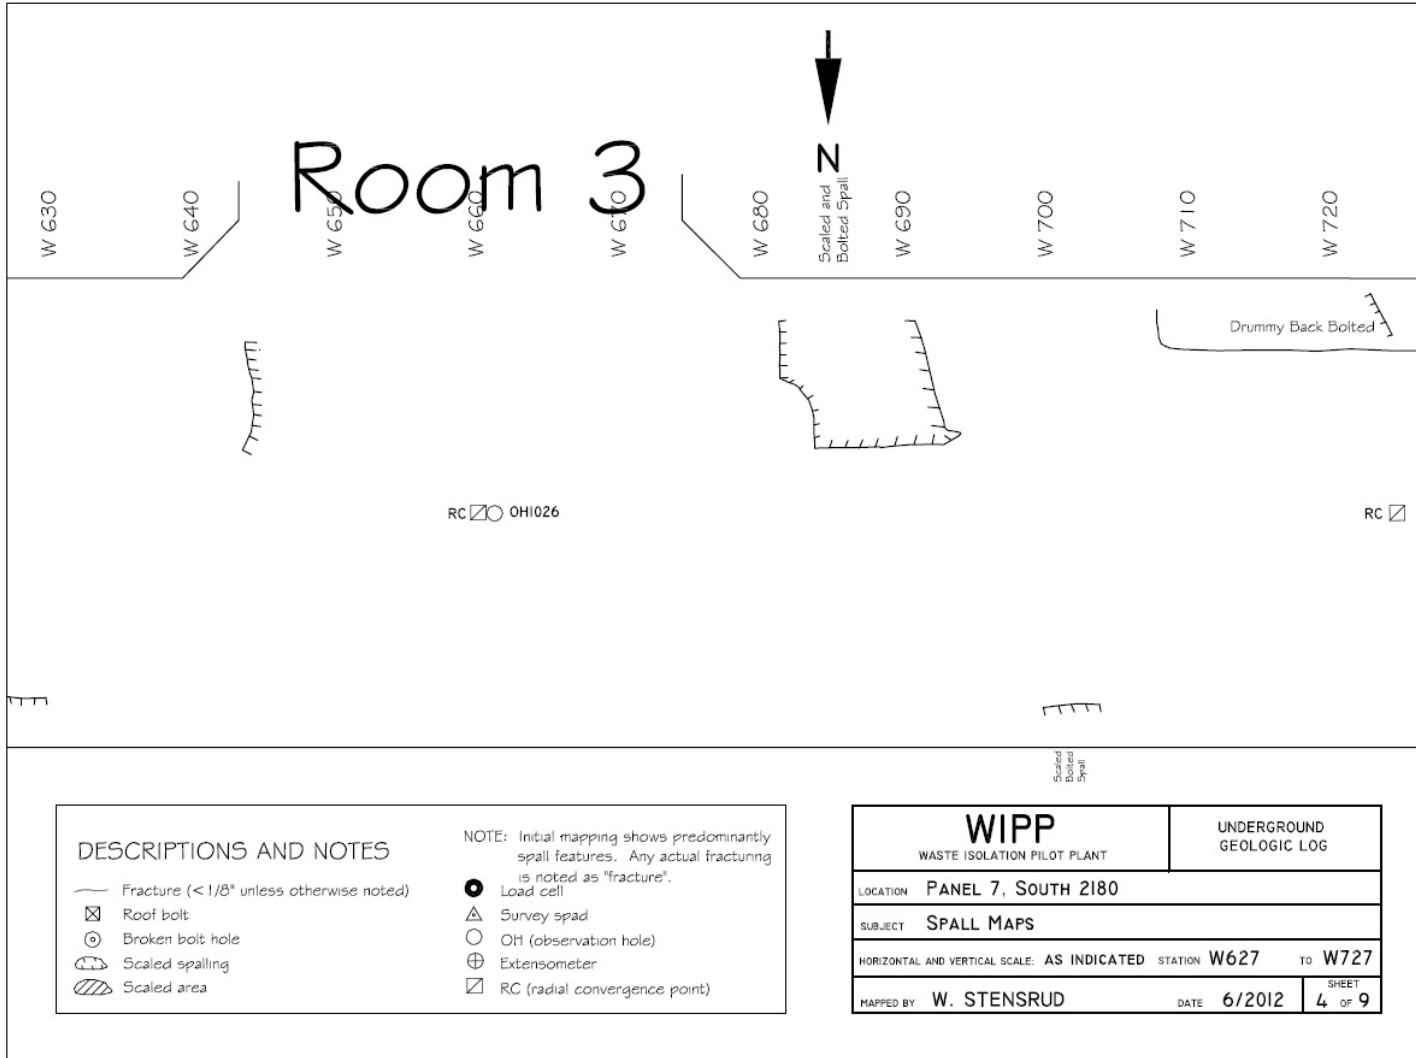 Room 3
N
W 630
W 640
W 650
W 660
W 670
W 680
Scaled and
Bolted Spall
W 690
W 700
W 710
W 720
Drummy Back Bolted
RC OH1026
RC
Scaled
Bolted
Spall
DESCRIPTIONS AND NOTES
Fracture (< 1/8" unless otherwise noted)
Roof bolt
Broken bolt hole
Scaled spalling
Scaled area
NOTE: Initial mapping shows predominantly
spall features. Any actual fracturing
is noted as "fracture".
Load cell
Survey spad
OH (observation hole)
Extensometer
RC (radial convergence point)
WIPP
WASTE ISOLATION PILOT PLANT
UNDERGROUND
GEOLOGIC LOG
LOCATION PANEL 7, SOUTH 2180
SUBJECT SPALL MAPS
HORIZONTAL AND VERTICAL SCALE: AS INDICATED STATION W627 TO W727
MAPPED BY W. STENSRUD DATE 6/2012
SHEET
4 OF 9